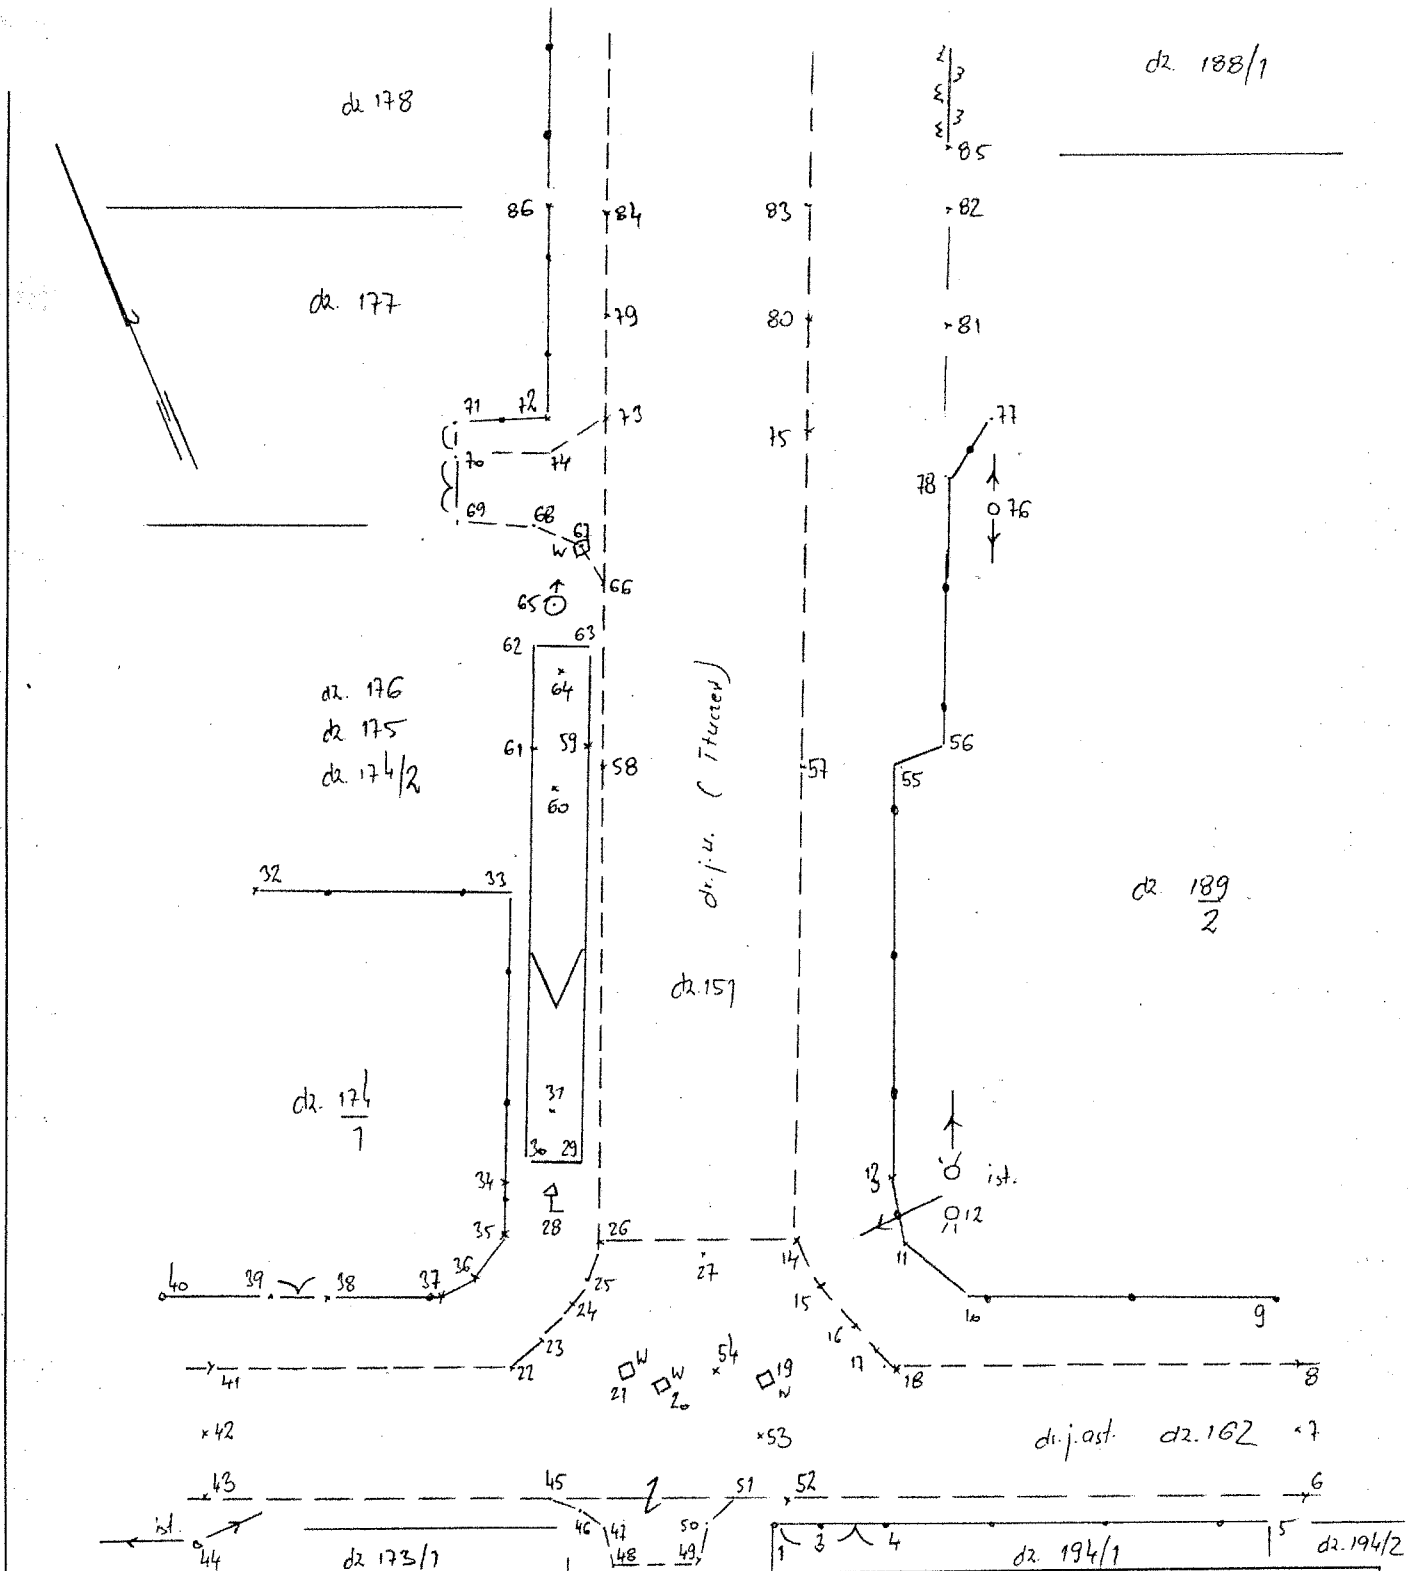 dz 178
dz. 188/1
85
86 84 83 82
dz. 177
79 80 81
71 72 73 75 77
70 74 78
69 68 67 76
W
66
65
62 63
64
dz. 176
dz 175
dz. 174/2
61 59 58 57 56
55
60
dr.j.u. (Tłuczeń)
32 33
dz 189/2
dz.151
dz. 174/1
31
30 29
34 13 ist.
12
35 28 26 27 14 11
36 25
40 39 38 37 24 15 10 9
23 16
22 17 18
41 21 W W 20 54 19 W 8
42 53 dr.j.asf. dz.162 7
43 45 51 52 6
ist. 46 47 50
44 dz 173/1 48 49 1 3 4 dz. 194/1 5 dz.194/2